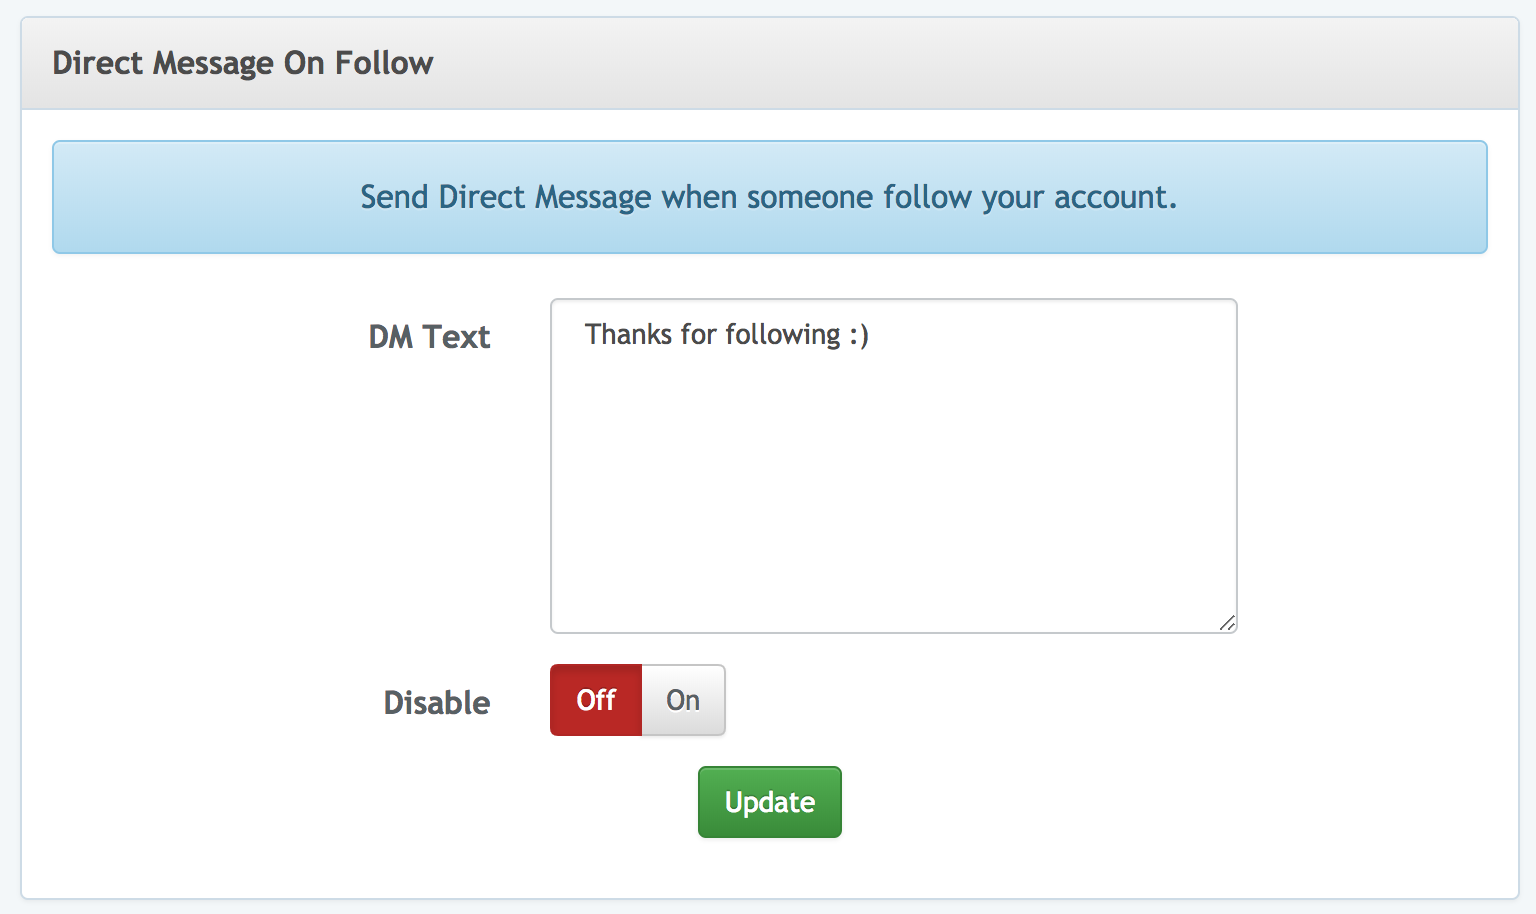 Direct Message On Follow
Send Direct Message when someone follow your account.
DM Text
Thanks for following :)
Disable
Off On
Update